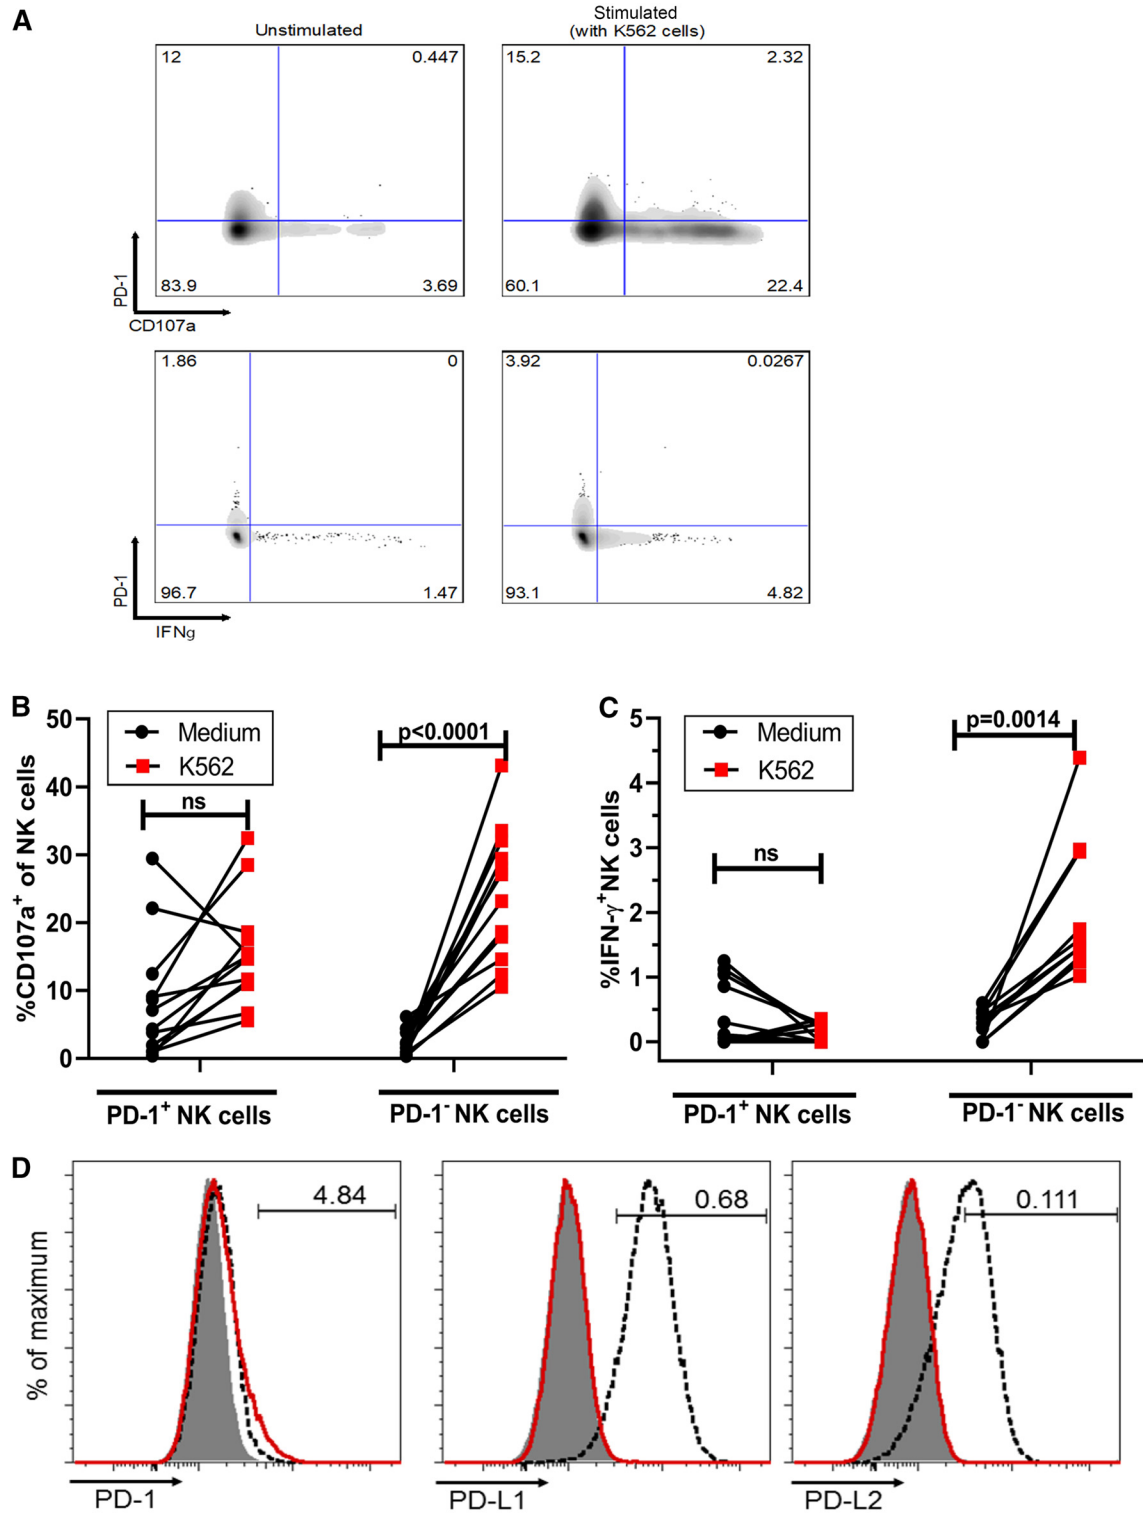 A
Unstimulated
Stimulated
(with K562 cells)
12 0.447
15.2 2.32
83.9 3.69
60.1 22.4
PD-1
CD107a
1.86 0
3.92 0.0267
96.7 1.47
93.1 4.82
PD-1
IFNg
B
%CD107a+ of NK cells
50
40
30
20
10
0
Medium
K562
ns
p<0.0001
PD-1+ NK cells
PD-1- NK cells
C
%IFN-γ+NK cells
5
4
3
2
1
0
Medium
K562
ns
p=0.0014
PD-1+ NK cells
PD-1- NK cells
D
% of maximum
4.84
0.68
0.111
PD-1
PD-L1
PD-L2